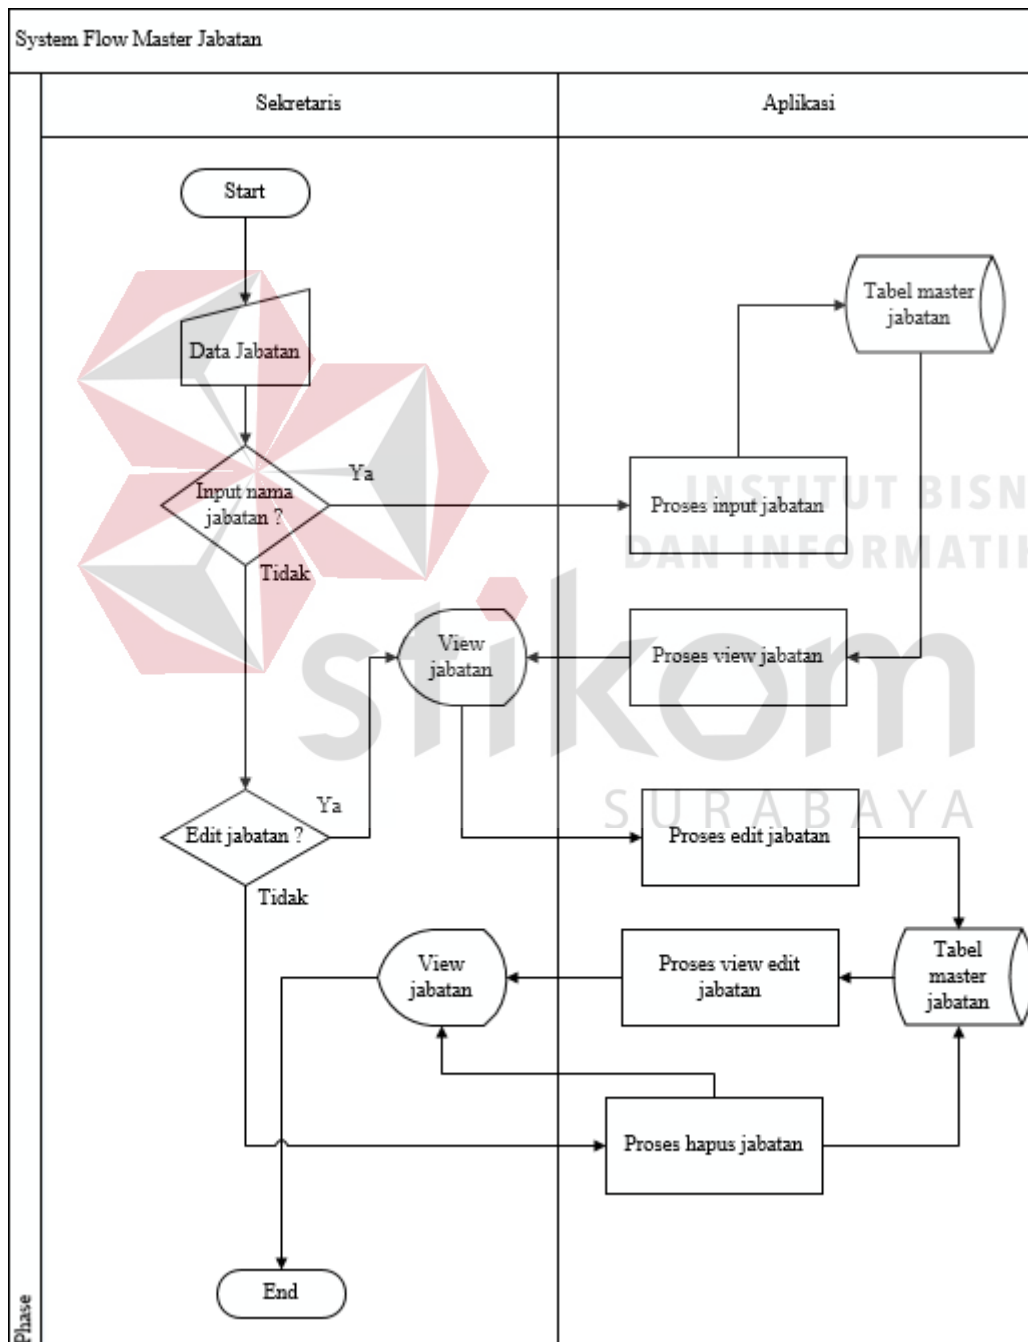 System Flow Master Jabatan
Sekretaris
Aplikasi
Start
Tabel master
jabatan
Data Jabatan
Ya
Input nama
jabatan ?
Proses input jabatan
INSTITUT BISN
DAN INFORMATIK
Tidak
View
jabatan
Proses view jabatan
stikom
SURABAYA
Ya
Edit jabatan ?
Proses edit jabatan
Tidak
View
jabatan
Proses view edit
jabatan
Tabel
master
jabatan
Proses hapus jabatan
End
Phase